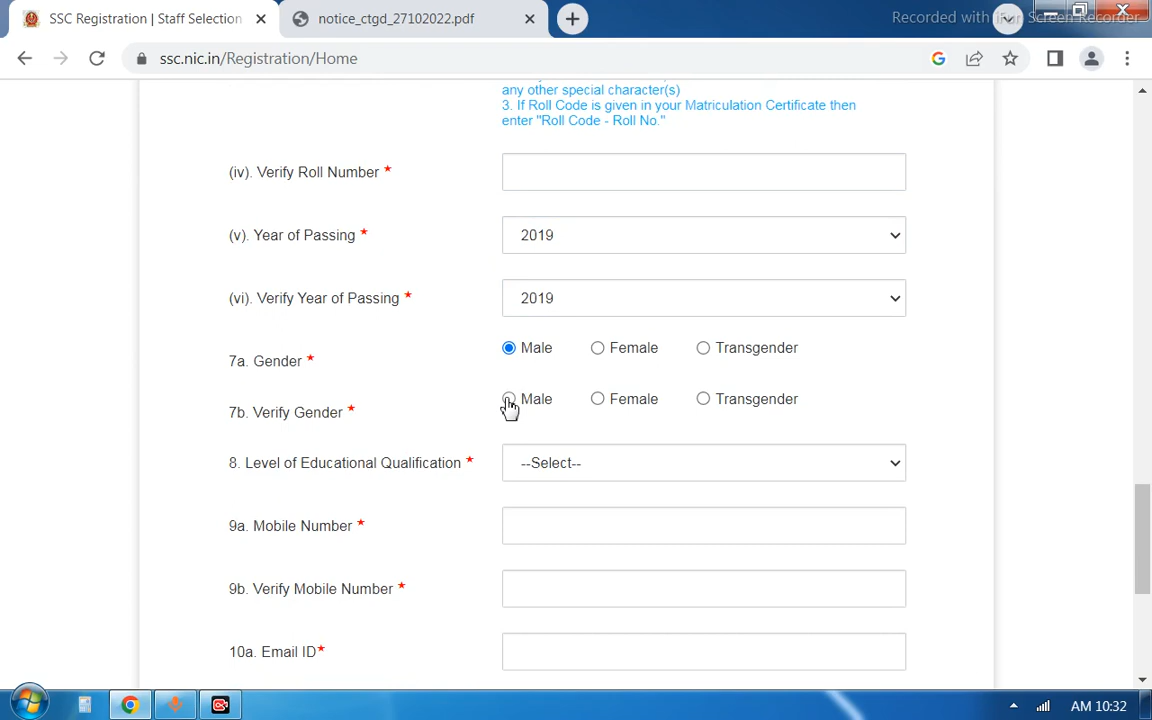 SSC Registration | Staff Selection
notice_ctgd_27102022.pdf
Recorded with iFun Screen Recorder
ssc.nic.in/Registration/Home
any other special character(s)
3. If Roll Code is given in your Matriculation Certificate then
enter "Roll Code - Roll No."
(iv). Verify Roll Number *
(v). Year of Passing * 2019
(vi). Verify Year of Passing * 2019
7a. Gender * Male Female Transgender
7b. Verify Gender * Male Female Transgender
8. Level of Educational Qualification * --Select--
9a. Mobile Number *
9b. Verify Mobile Number *
10a. Email ID*
AM 10:32